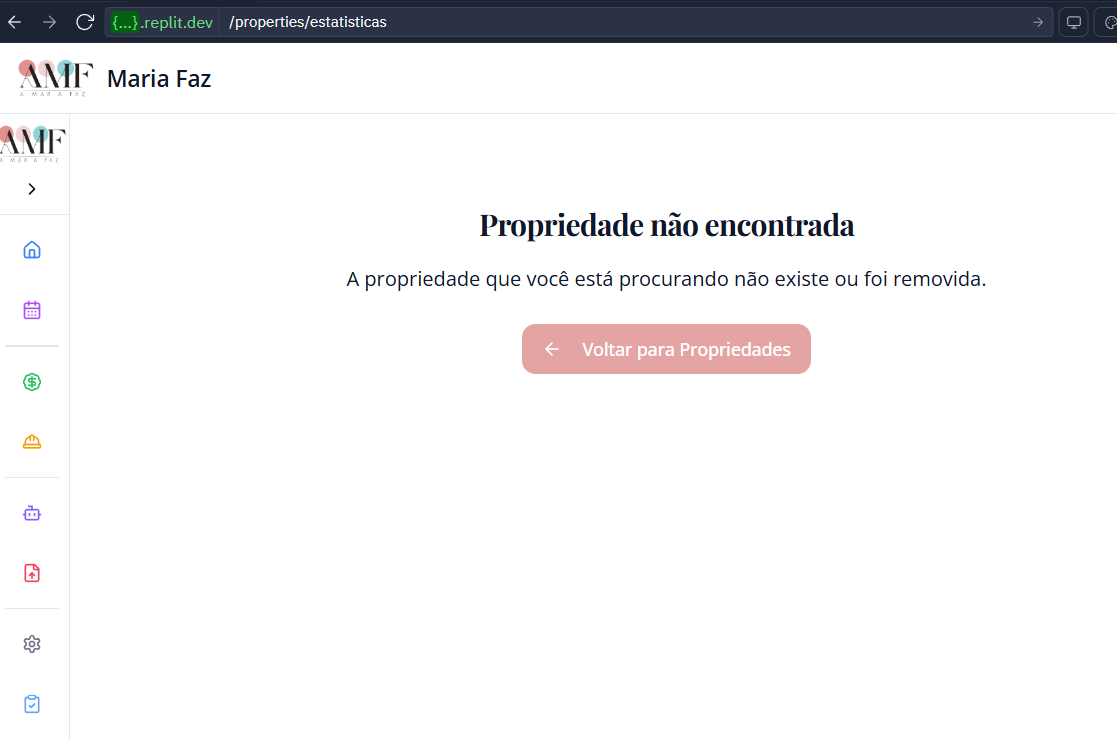 {...}.replit.dev /properties/estatisticas
AMF Maria Faz
A MAR A FAZ
AMF
A MAR A FAZ
Propriedade não encontrada
A propriedade que você está procurando não existe ou foi removida.
Voltar para Propriedades